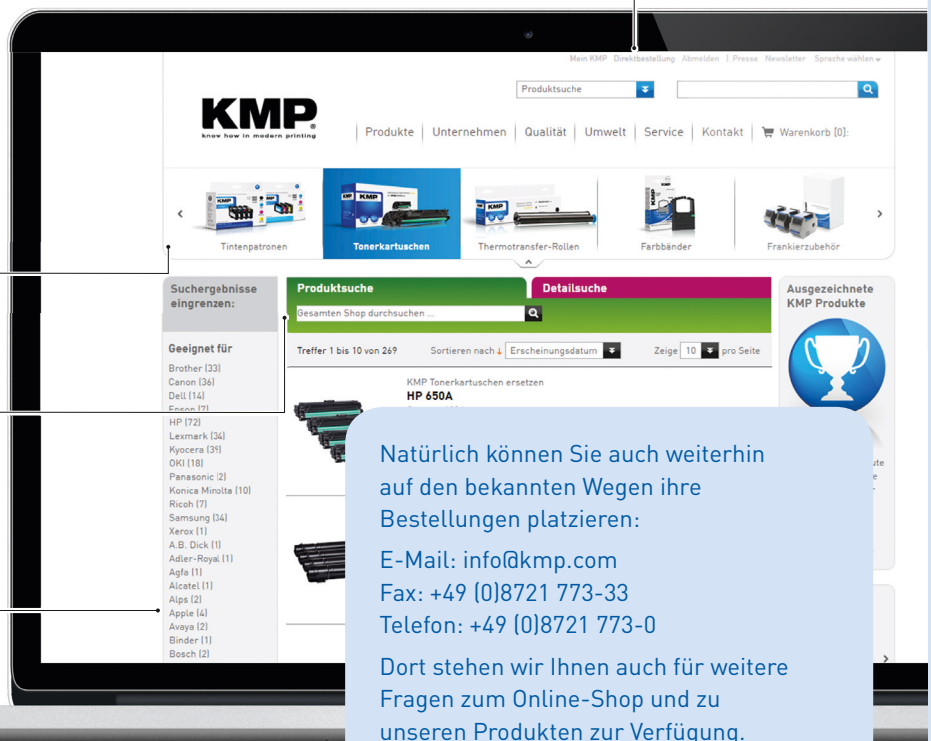 Mein KMP Direktbestellung Abmelden | Presse Newsletter Sprache wählen
Produktsuche
KMP
know how in modern printing
Produkte | Unternehmen | Qualität | Umwelt | Service | Kontakt | Warenkorb [0]:
Tintenpatronen
Tonerkartuschen
Thermotransfer-Rollen
Farbbänder
Frankierzubehör
Suchergebnisse
eingrenzen:
Geeignet für
Brother (33)
Canon (36)
Dell (14)
Epson (7)
HP (72)
Lexmark (34)
Kyocera (39)
OKI (18)
Panasonic (2)
Konica Minolta (10)
Ricoh (7)
Samsung (34)
Xerox (1)
A.B. Dick (1)
Adler-Royal (1)
Agfa (1)
Alcatel (1)
Alps (2)
Apple (4)
Avaya (2)
Binder (1)
Bosch (2)
Produktsuche
Detailsuche
Gesamten Shop durchsuchen ...
Treffer 1 bis 10 von 269 Sortieren nach ↓ Erscheinungsdatum Zeige 10 pro Seite
KMP Tonerkartuschen ersetzen
HP 650A
Ausgezeichnete
KMP Produkte
Natürlich können Sie auch weiterhin
auf den bekannten Wegen ihre
Bestellungen platzieren:
E-Mail: info@kmp.com
Fax: +49 (0)8721 773-33
Telefon: +49 (0)8721 773-0
Dort stehen wir Ihnen auch für weitere
Fragen zum Online-Shop und zu
unseren Produkten zur Verfügung.